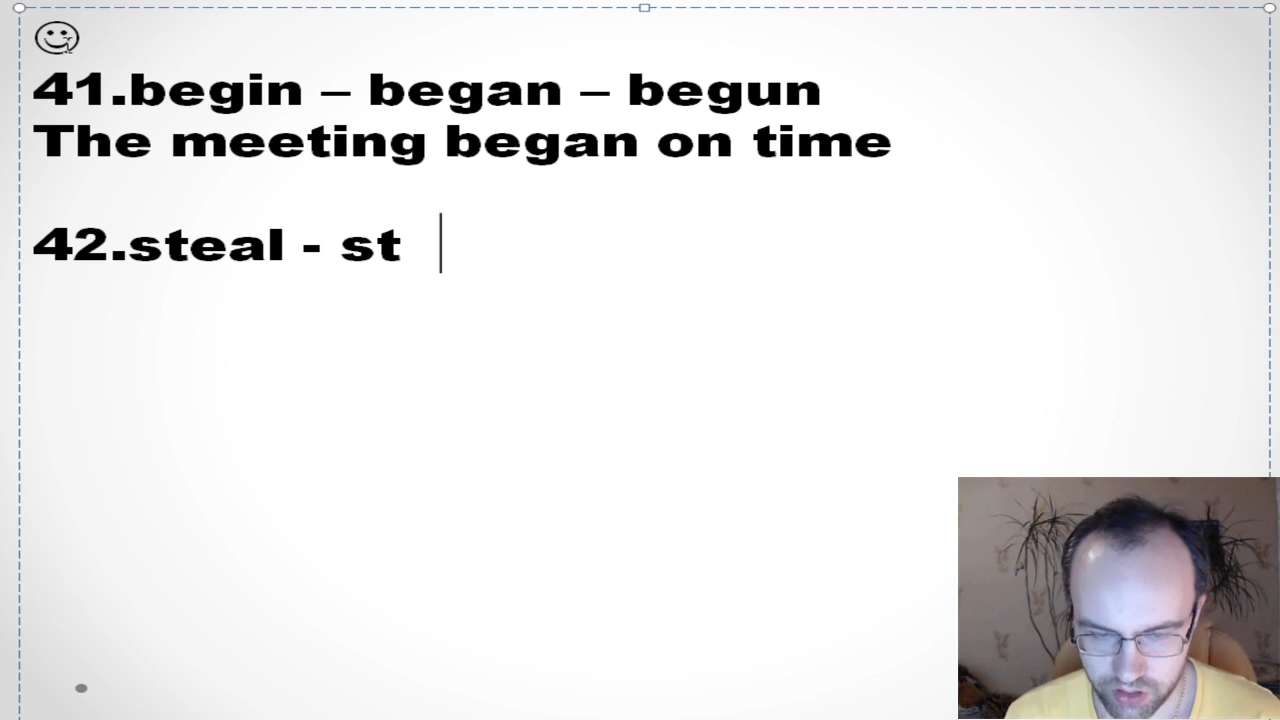 41.begin – began – begun
The meeting began on time
42.steal - st